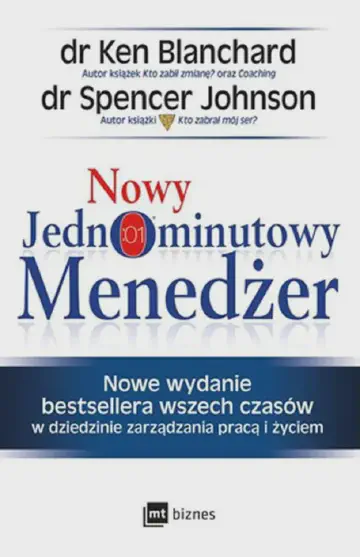 dr Ken Blanchard
Autor książek Kto zabił zmianę? oraz Coaching
dr Spencer Johnson
Autor książki Kto zabrał mój ser?
Nowy
Jednominutowy
:01
Menedżer
Nowe wydanie
bestsellera wszech czasów
w dziedzinie zarządzania pracą i życiem
mt biznes